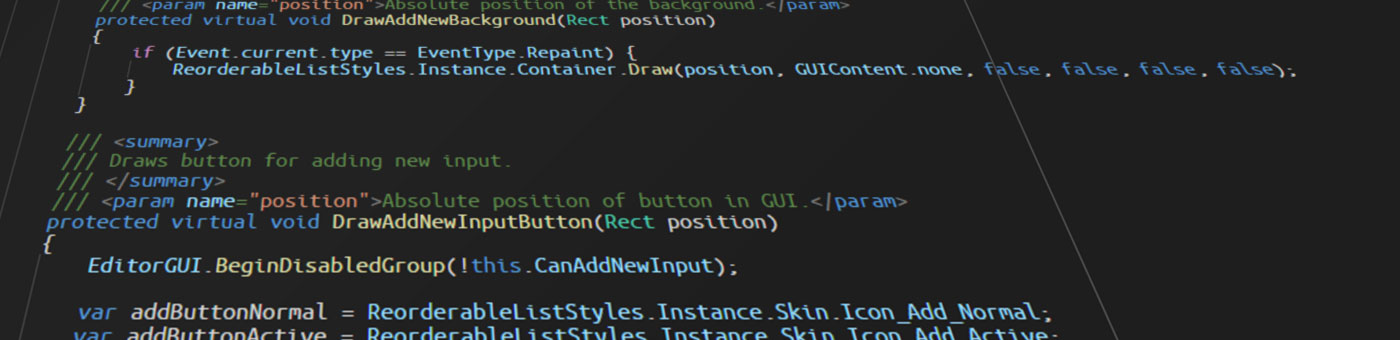 /// <param name="position">Absolute position of the background.</param>
protected virtual void DrawAddNewBackground(Rect position)
{
if (Event.current.type == EventType.Repaint) {
ReorderableListStyles.Instance.Container.Draw(position, GUIContent.none, false, false, false, false);
}
}
/// <summary>
/// Draws button for adding new input.
/// </summary>
/// <param name="position">Absolute position of button in GUI.</param>
protected virtual void DrawAddNewInputButton(Rect position)
{
EditorGUI.BeginDisabledGroup(!this.CanAddNewInput);
var addButtonNormal = ReorderableListStyles.Instance.Skin.Icon_Add_Normal;
var addButtonActive = ReorderableListStyles.Instance.Skin.Icon_Add_Active;